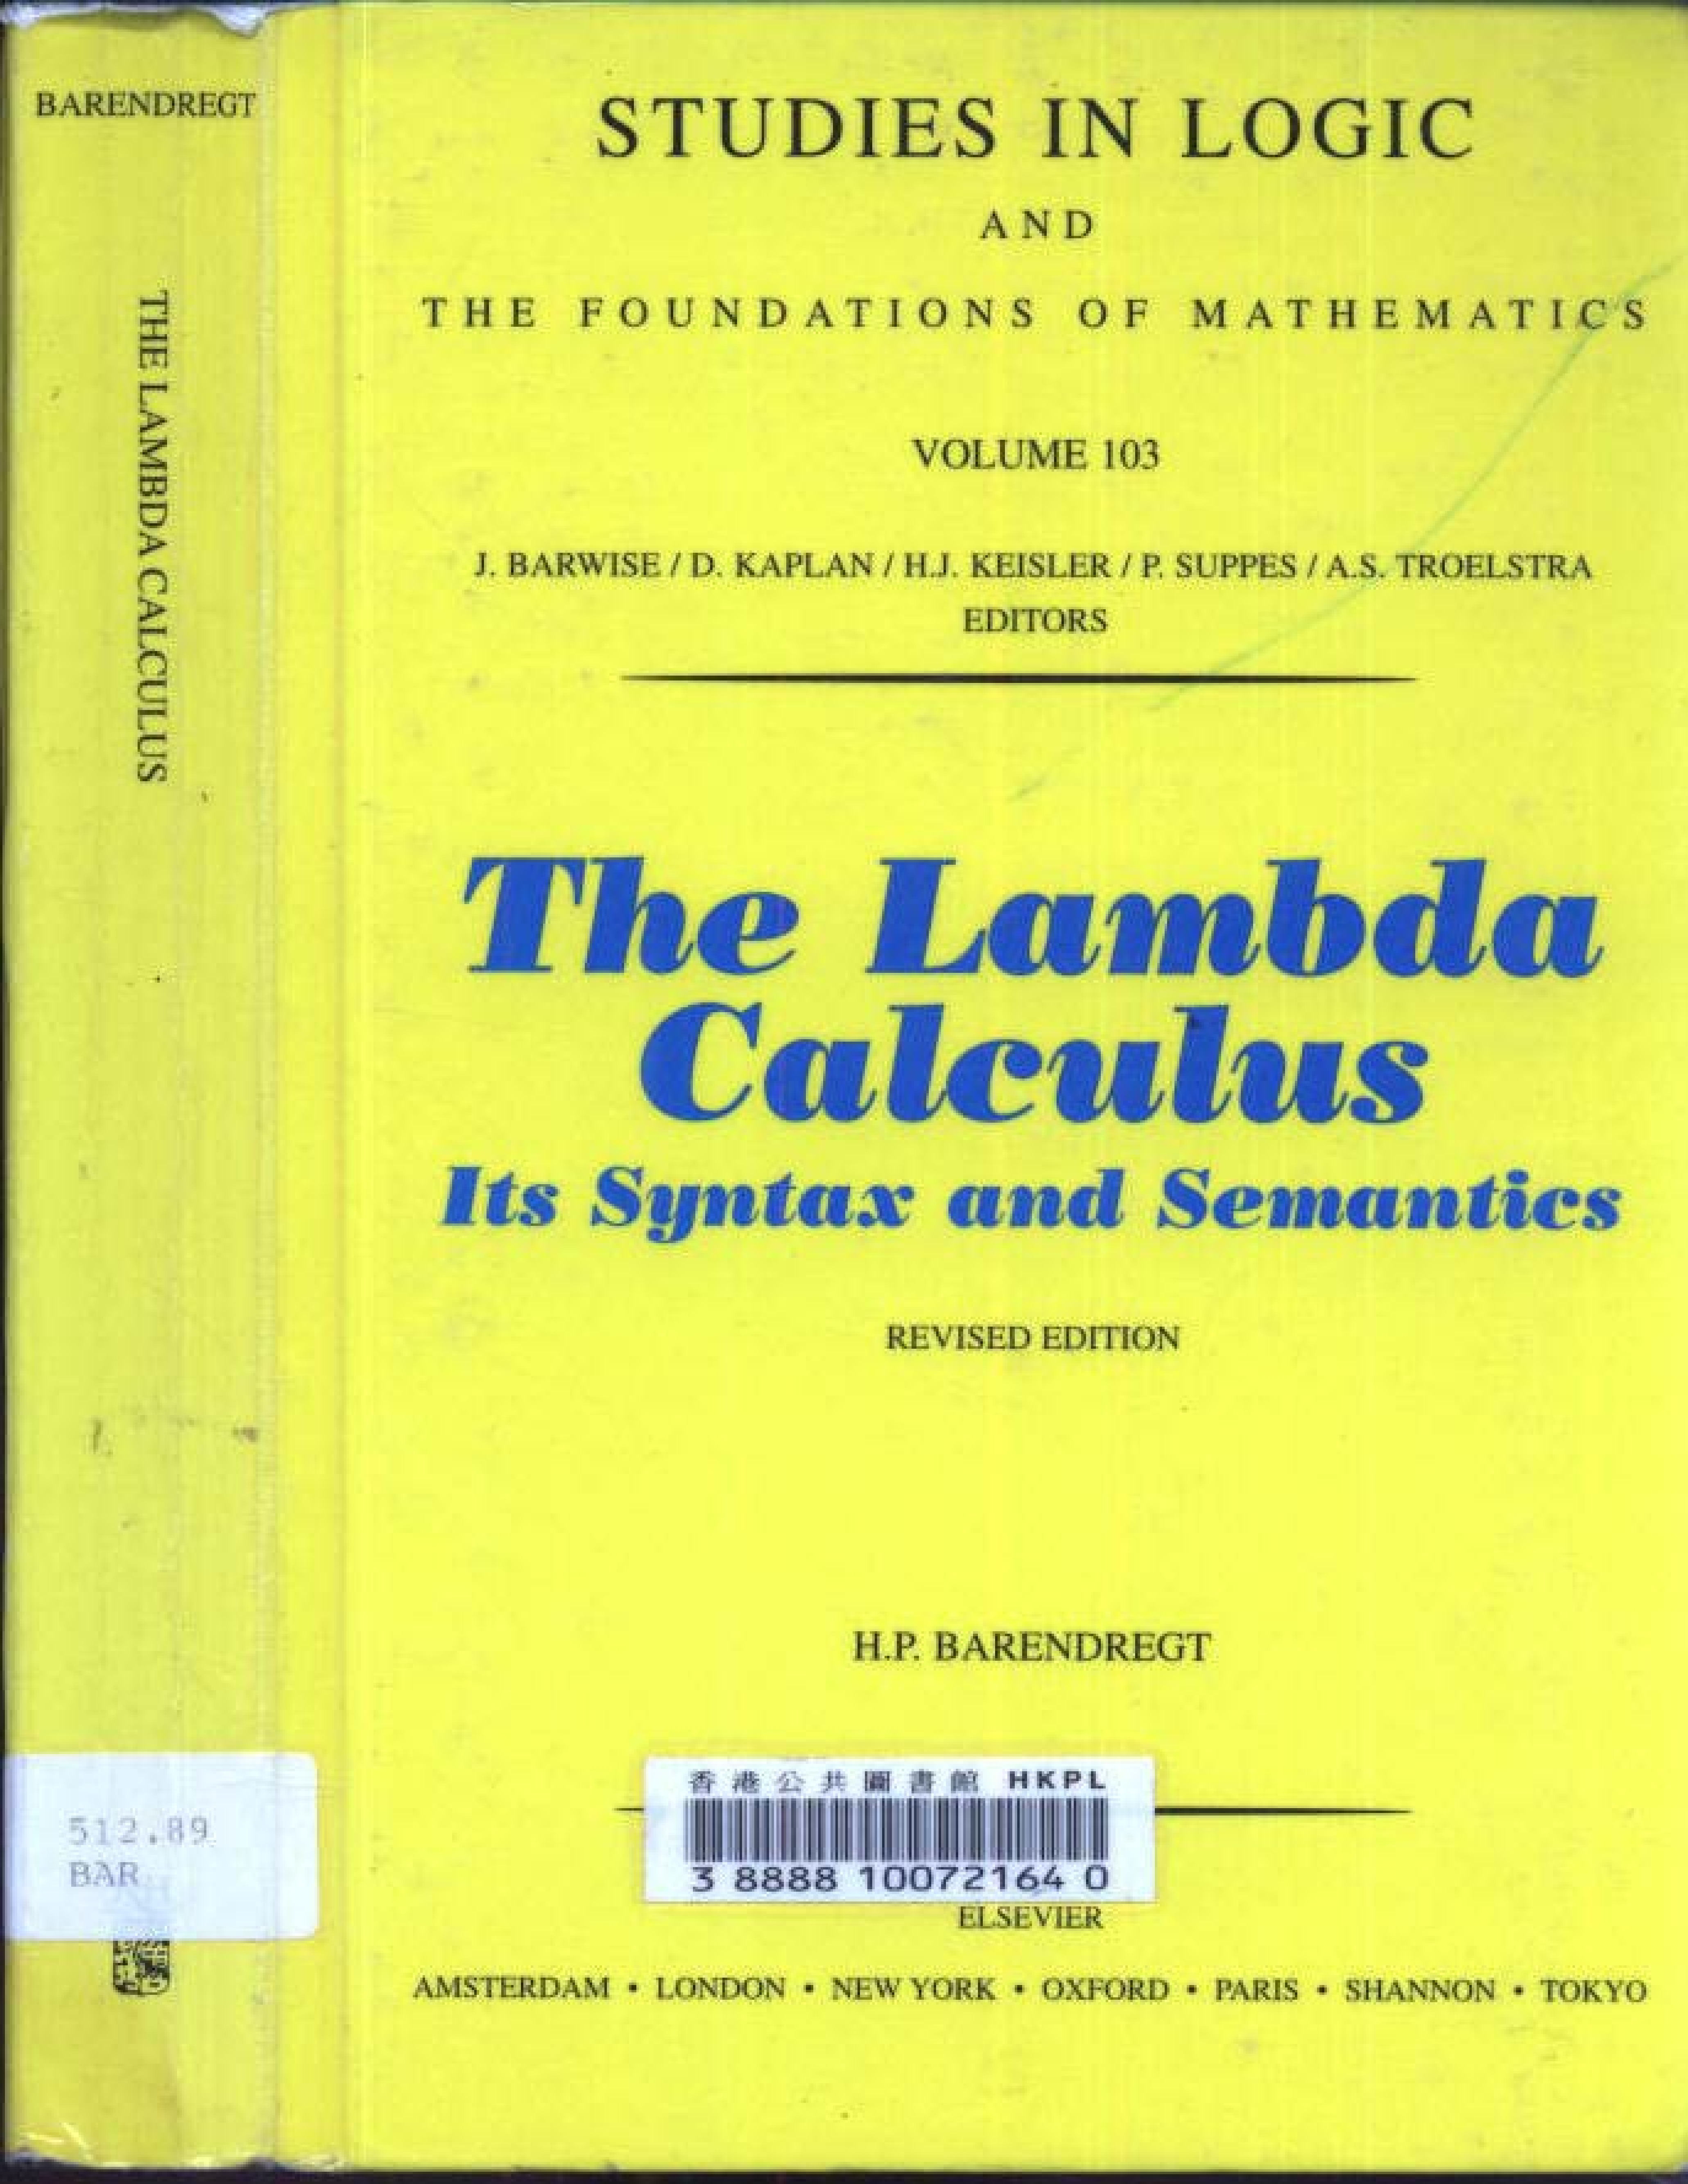 BARENDREGT
THE LAMBDA CALCULUS
512.89
BAR
STUDIES IN LOGIC
AND
THE FOUNDATIONS OF MATHEMATICS
VOLUME 103
J. BARWISE / D. KAPLAN / H.J. KEISLER / P. SUPPES / A.S. TROELSTRA
EDITORS
The Lambda
Calculus
Its Syntax and Semantics
REVISED EDITION
H.P. BARENDREGT
香港公共圖書館 HKPL
3 8888 10072164 0
ELSEVIER
AMSTERDAM • LONDON • NEW YORK • OXFORD • PARIS • SHANNON • TOKYO